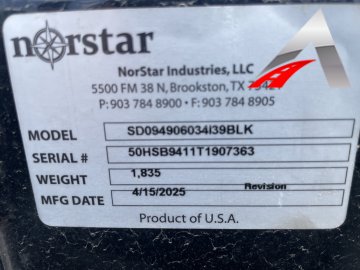 norstar
NorStar Industries, LLC
5500 FM 38 N, Brookston, TX 75421
P: 903 784 8900 • F: 903 784 8905
MODEL SD094906034I39BLK
SERIAL # 50HSB9411T1907363
WEIGHT 1,835
MFG DATE 4/15/2025 Revision
Product of U.S.A.